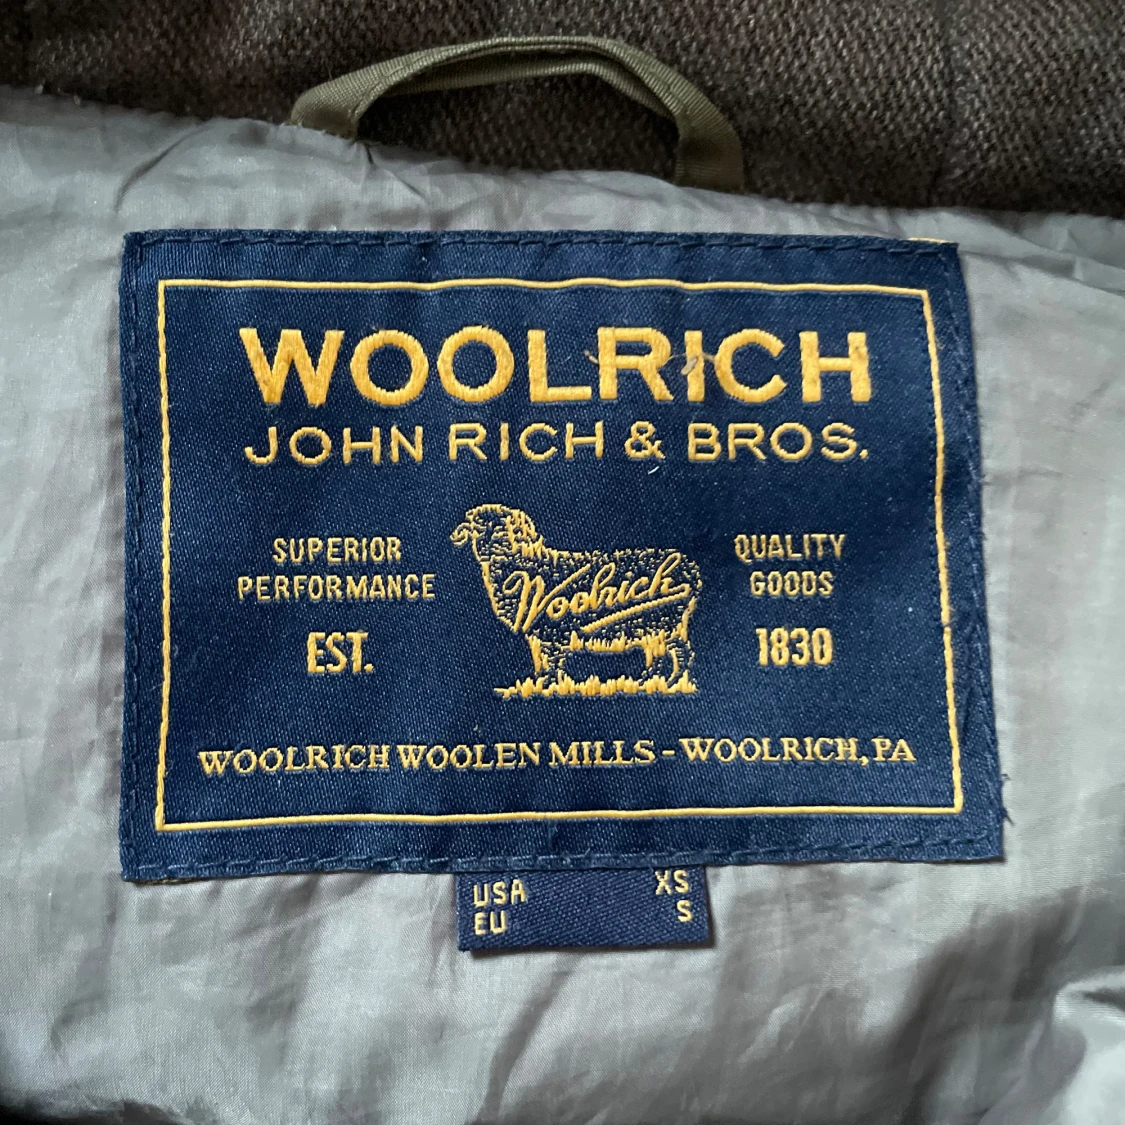 WOOLRICH
JOHN RICH & BROS.
SUPERIOR
PERFORMANCE
EST.
Woolrich
QUALITY
GOODS
1830
WOOLRICH WOOLEN MILLS - WOOLRICH, PA
USA XS
EU S